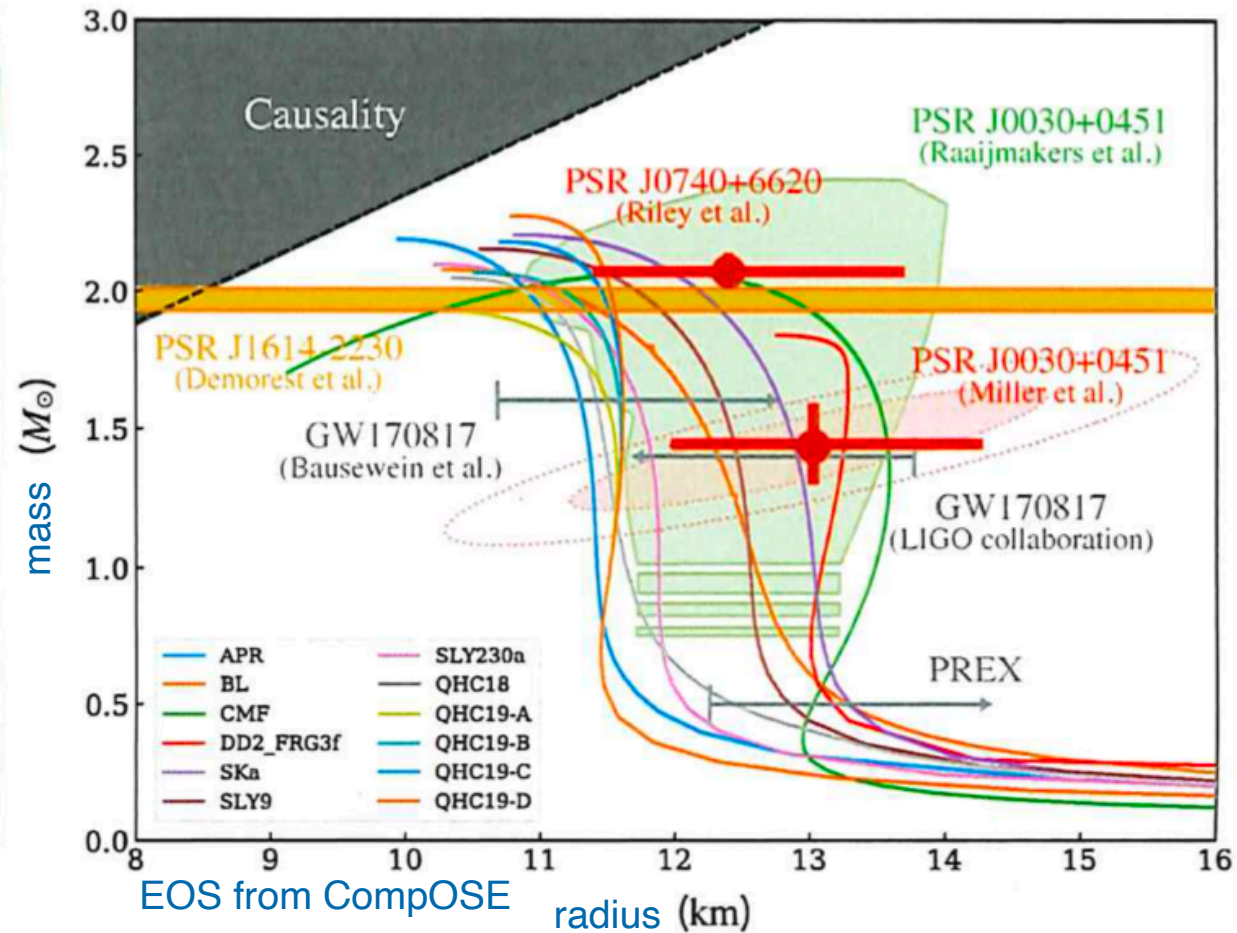 3.0
2.5
2.0
1.5
1.0
0.5
0.0
mass (M⊙)
Causality
PSR J0030+0451
(Raaijmakers et al.)
PSR J0740+6620
(Riley et al.)
PSR J1614 2230
(Demorest et al.)
PSR J0030+0451
(Miller et al.)
GW170817
(Bausewein et al.)
GW170817
(LIGO collaboration)
PREX
APR
BL
CMF
DD2_FRG3f
SKa
SLY9
SLY230a
QHC18
QHC19-A
QHC19-B
QHC19-C
QHC19-D
8 9 10 11 12 13 14 15 16
EOS from CompOSE
radius (km)